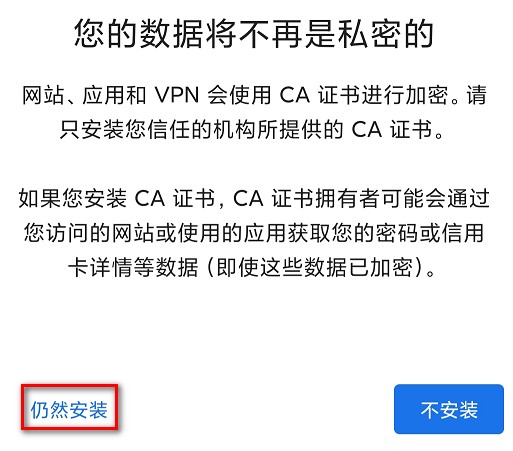 您的数据将不再是私密的
网站、应用和 VPN 会使用 CA 证书进行加密。请
只安装您信任的机构所提供的 CA 证书。
如果您安装 CA 证书，CA 证书拥有者可能会通过
您访问的网站或使用的应用获取您的密码或信用
卡详情等数据（即使这些数据已加密）。
仍然安装
不安装